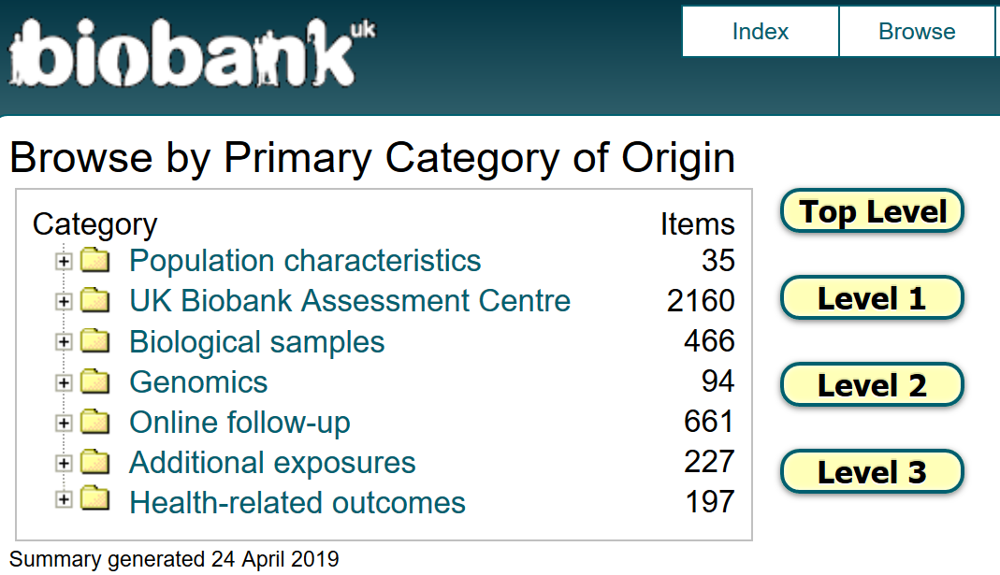 biobank uk
Index
Browse
Browse by Primary Category of Origin
Category Items
Population characteristics 35
UK Biobank Assessment Centre 2160
Biological samples 466
Genomics 94
Online follow-up 661
Additional exposures 227
Health-related outcomes 197
Top Level
Level 1
Level 2
Level 3
Summary generated 24 April 2019